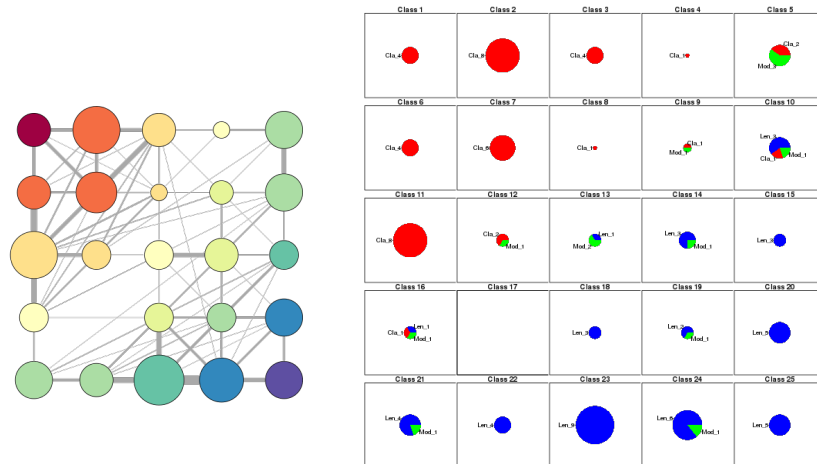 Class 1 Class 2 Class 3 Class 4 Class 5
Cla_4 Cla_8 Cla_4 Cla_1 Cla_2
Mod_3
Class 6 Class 7 Class 8 Class 9 Class 10
Len_3
Cla_4 Cla_6 Cla_1 Cla_1
Mod_1 Cla_1 Mod_1
Class 11 Class 12 Class 13 Class 14 Class 15
Cla_8 Cla_2 Mod_1 Len_1 Mod_2 Len_3 Mod_1 Len_3
Class 16 Class 17 Class 18 Class 19 Class 20
Cla_1 Len_1 Mod_1 Len_3 Len_2 Mod_1 Len_5
Class 21 Class 22 Class 23 Class 24 Class 25
Len_4 Mod_1 Len_4 Len_9 Len_6 Mod_1 Len_5